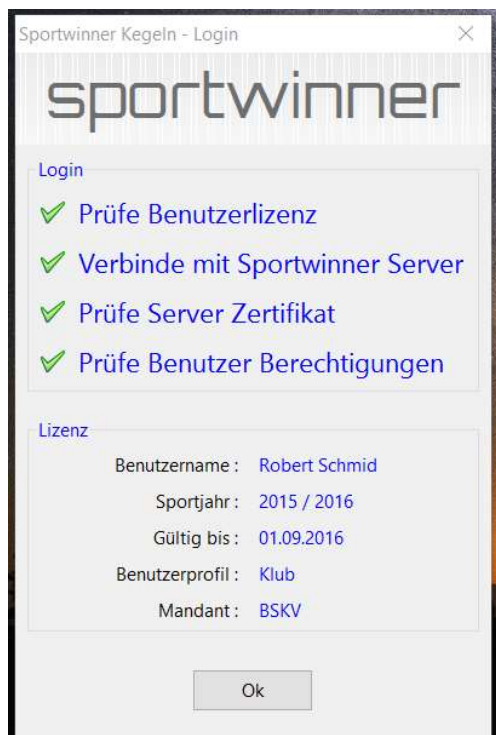 Sportwinner Kegeln - Login
sportwinner
Login
Prüfe Benutzerlizenz
Verbinde mit Sportwinner Server
Prüfe Server Zertifikat
Prüfe Benutzer Berechtigungen
Lizenz
Benutzername : Robert Schmid
Sportjahr : 2015 / 2016
Gültig bis : 01.09.2016
Benutzerprofil : Klub
Mandant : BSKV
Ok